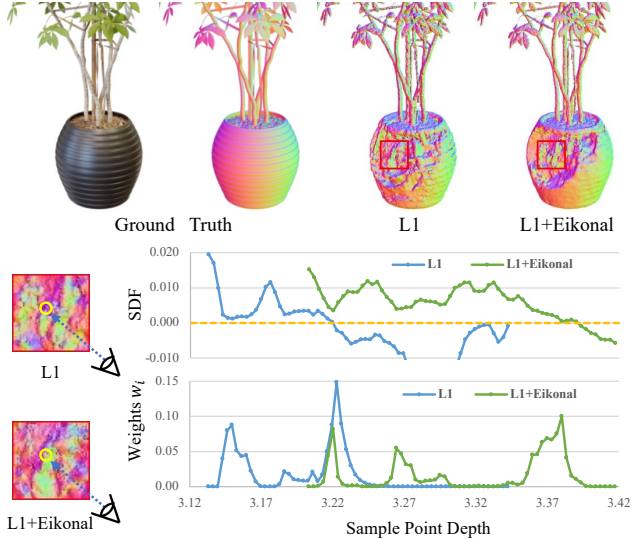 Ground Truth L1 L1+Eikonal
L1
L1+Eikonal
SDF
0.020
0.010
0.000
-0.010
L1 L1+Eikonal
Weights wᵢ
0.15
0.10
0.05
0.00
L1 L1+Eikonal
3.12 3.17 3.22 3.27 3.32 3.37 3.42
Sample Point Depth